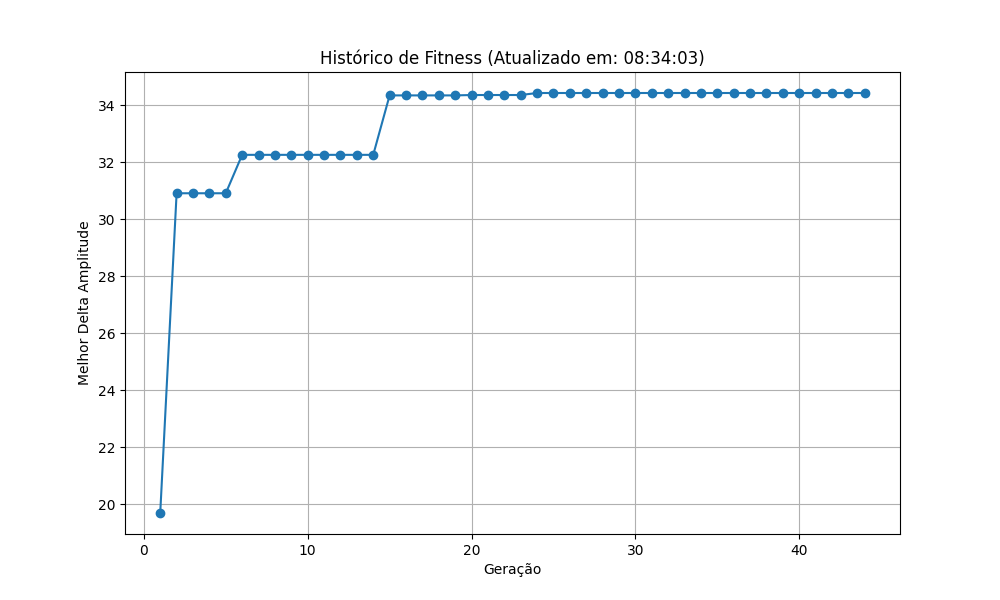 Histórico de Fitness (Atualizado em: 08:34:03)
Melhor Delta Amplitude
34
32
30
28
26
24
22
20
0 10 20 30 40
Geração